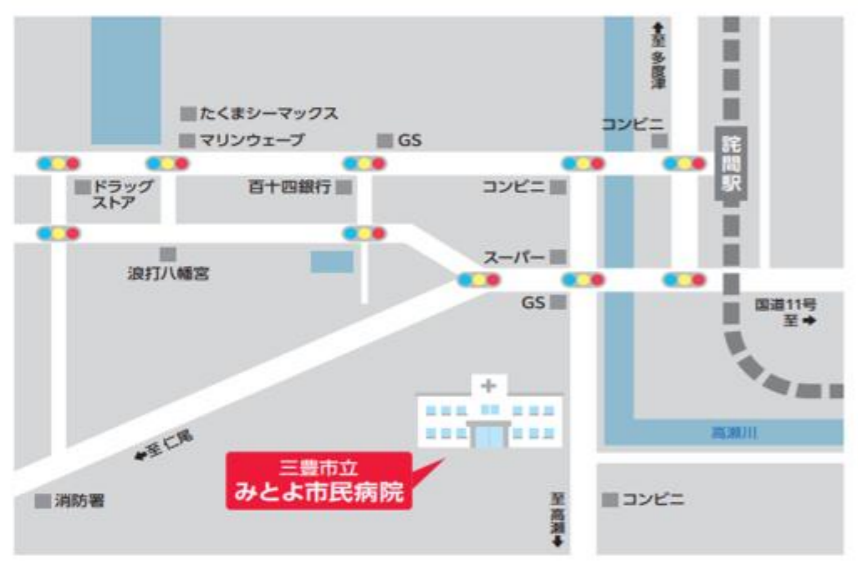 至 多度津
たくまシーマックス
マリンウェーブ
GS
コンビニ
詫間駅
ドラッグ
ストア
百十四銀行
コンビニ
浪打八幡宮
スーパー
GS
国道11号
至
高瀬川
至 仁尾
三豊市立
みとよ市民病院
消防署
至 高瀬
コンビニ